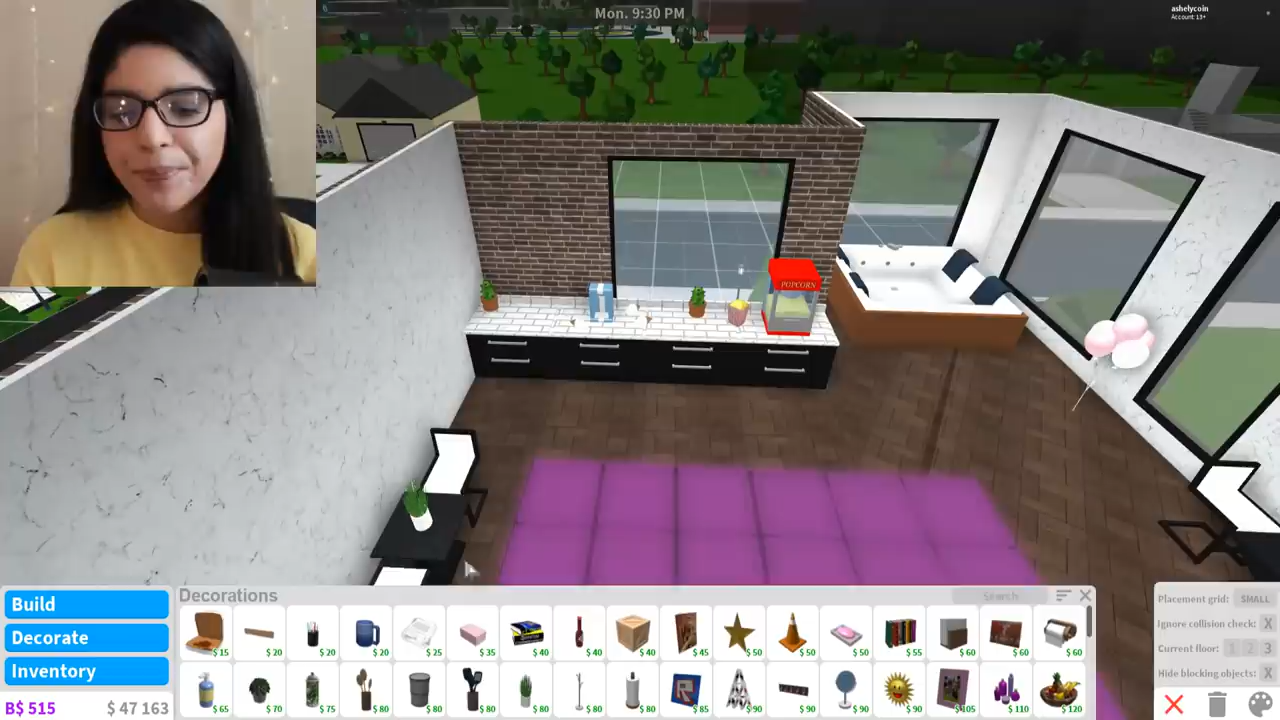 Mon. 9:30 PM
ashelycoin
Account: 13+
POPCORN
Build
Decorate
Inventory
B$ 515
$ 47 163
Decorations
Search
$ 15 $ 20 $ 20 $ 20 $ 25 $ 35 $ 40 $ 40 $ 40 $ 45 $ 50 $ 50 $ 50 $ 55 $ 60 $ 60 $ 60
$ 65 $ 70 $ 75 $ 80 $ 80 $ 80 $ 80 $ 80 $ 80 $ 85 $ 90 $ 90 $ 90 $ 90 $ 105 $ 110 $ 120
Placement grid: SMALL
Ignore collision check: X
Current floor: 1 2 3
Hide blocking objects: X